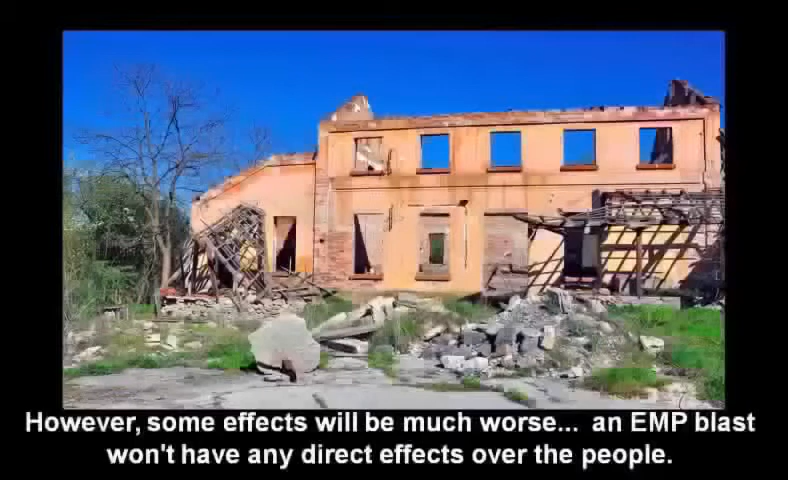 However, some effects will be much worse... an EMP blast
won't have any direct effects over the people.